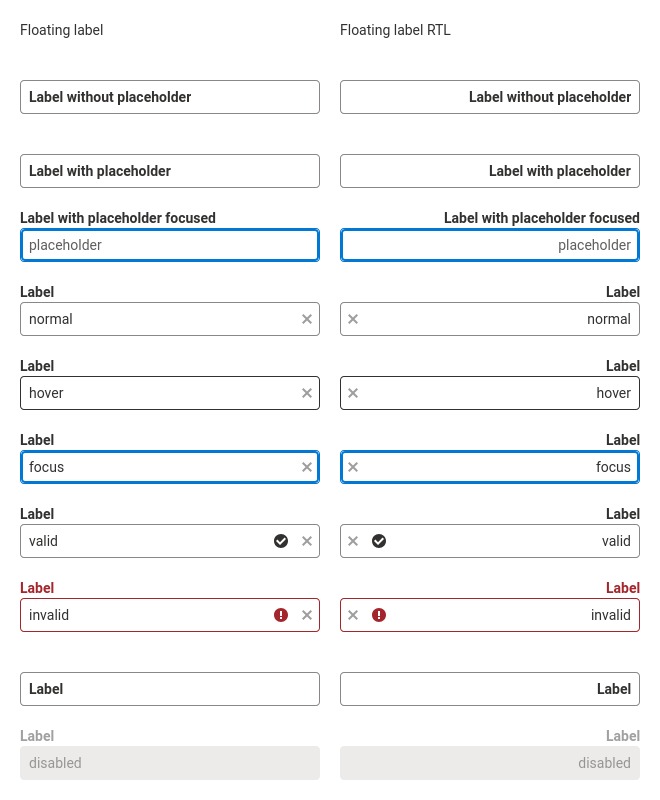 Floating label
Floating label RTL
Label without placeholder
Label without placeholder
Label with placeholder
Label with placeholder
Label with placeholder focused
Label with placeholder focused
placeholder
placeholder
Label
Label
normal
normal
Label
Label
hover
hover
Label
Label
focus
focus
Label
Label
valid
valid
Label
Label
invalid
invalid
Label
Label
Label
Label
disabled
disabled